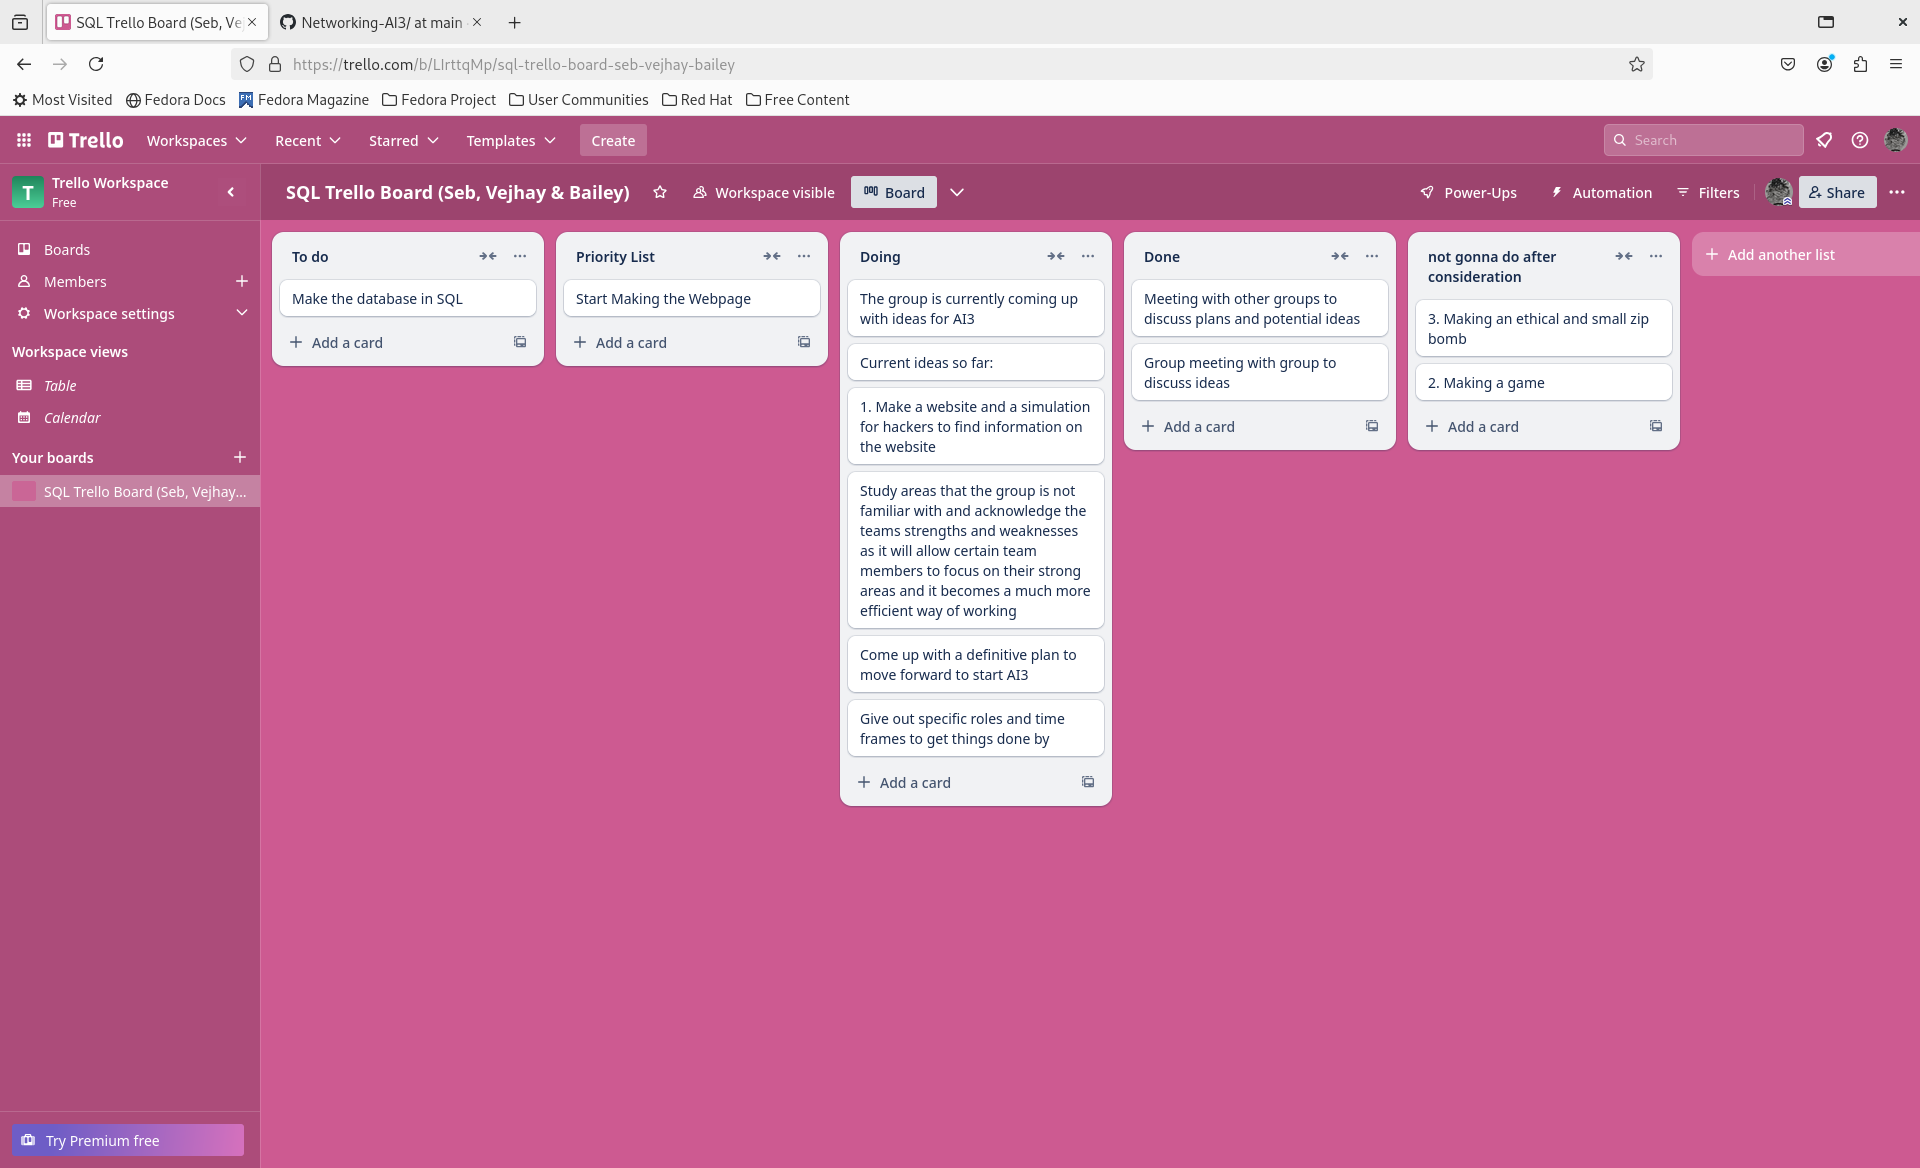 SQL Trello Board (Seb, Ve
Networking-AI3/ at main
https://trello.com/b/LIrttqMp/sql-trello-board-seb-vejhay-bailey
Most Visited
Fedora Docs
FM
Fedora Magazine
Fedora Project
User Communities
Red Hat
Free Content
Trello
Workspaces
Recent
Starred
Templates
Create
Search
T
Trello Workspace
Free
SQL Trello Board (Seb, Vejhay & Bailey)
Workspace visible
Board
Power-Ups
Automation
Filters
Share
Boards
Members
Workspace settings
Workspace views
Table
Calendar
Your boards
SQL Trello Board (Seb, Vejhay...
To do
Make the database in SQL
Add a card
Priority List
Start Making the Webpage
Add a card
Doing
The group is currently coming up
with ideas for AI3
Current ideas so far:
1. Make a website and a simulation
for hackers to find information on
the website
Study areas that the group is not
familiar with and acknowledge the
teams strengths and weaknesses
as it will allow certain team
members to focus on their strong
areas and it becomes a much more
efficient way of working
Come up with a definitive plan to
move forward to start AI3
Give out specific roles and time
frames to get things done by
Add a card
Done
Meeting with other groups to
discuss plans and potential ideas
Group meeting with group to
discuss ideas
Add a card
not gonna do after
consideration
3. Making an ethical and small zip
bomb
2. Making a game
Add a card
Add another list
Try Premium free